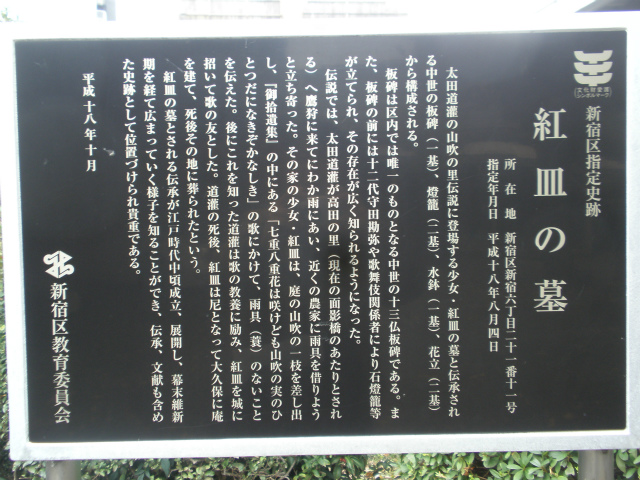 文化財愛護
シンボルマーク
新宿区指定史跡
紅皿の墓
所在地　新宿区新宿六丁目二十一番十一号
指定年月日　平成十八年八月四日
太田道灌の山吹の里伝説に登場する少女・紅皿の墓と伝承され
る中世の板碑（一基）、燈籠（二基）、水鉢（一基）、花立（二基）
から構成される。
板碑は区内では唯一のものとなる中世の十三仏板碑である。ま
た、板碑の前には十二代守田勘弥や歌舞伎関係者により石燈籠等
が立てられ、その存在が広く知られるようになった。
伝説では、太田道灌が高田の里（現在の面影橋のあたりとされ
る）へ鷹狩に来てにわか雨にあい、近くの農家に雨具を借りよう
と立ち寄った。その家の少女・紅皿は、庭の山吹の一枝を差し出
し、『御拾遺集』の中にある「七重八重花は咲けども山吹の実のひ
とつだになきぞかなしき」の歌にかけて、雨具（蓑）のないこと
を伝えた。後にこれを知った道灌は歌の教養に励み、紅皿を城に
招いて歌の友とした。道灌の死後、紅皿は尼となって大久保に庵
を建て、死後その地に葬られたという。
紅皿の墓とされる伝承が江戸時代中頃成立、展開し、幕末維新
期を経て広まっていく様子を知ることができ、伝承、文献も含め
た史跡として位置づけられ貴重である。
平成十八年十月
新宿区教育委員会